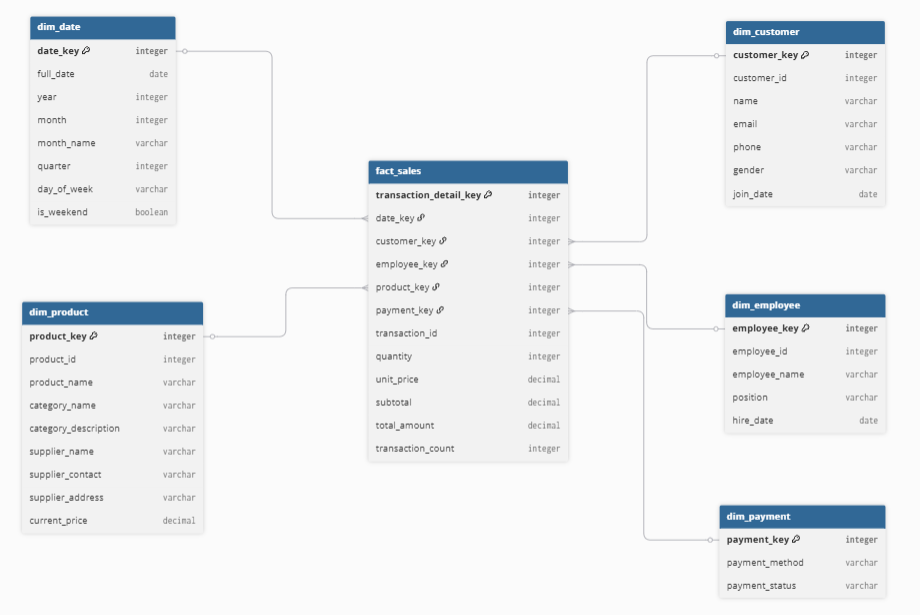 dim_date
date_key integer
full_date date
year integer
month integer
month_name varchar
quarter integer
day_of_week varchar
is_weekend boolean
dim_product
product_key integer
product_id integer
product_name varchar
category_name varchar
category_description varchar
supplier_name varchar
supplier_contact varchar
supplier_address varchar
current_price decimal
fact_sales
transaction_detail_key integer
date_key integer
customer_key integer
employee_key integer
product_key integer
payment_key integer
transaction_id integer
quantity integer
unit_price decimal
subtotal decimal
total_amount decimal
transaction_count integer
dim_customer
customer_key integer
customer_id integer
name varchar
email varchar
phone varchar
gender varchar
join_date date
dim_employee
employee_key integer
employee_id integer
employee_name varchar
position varchar
hire_date date
dim_payment
payment_key integer
payment_method varchar
payment_status varchar